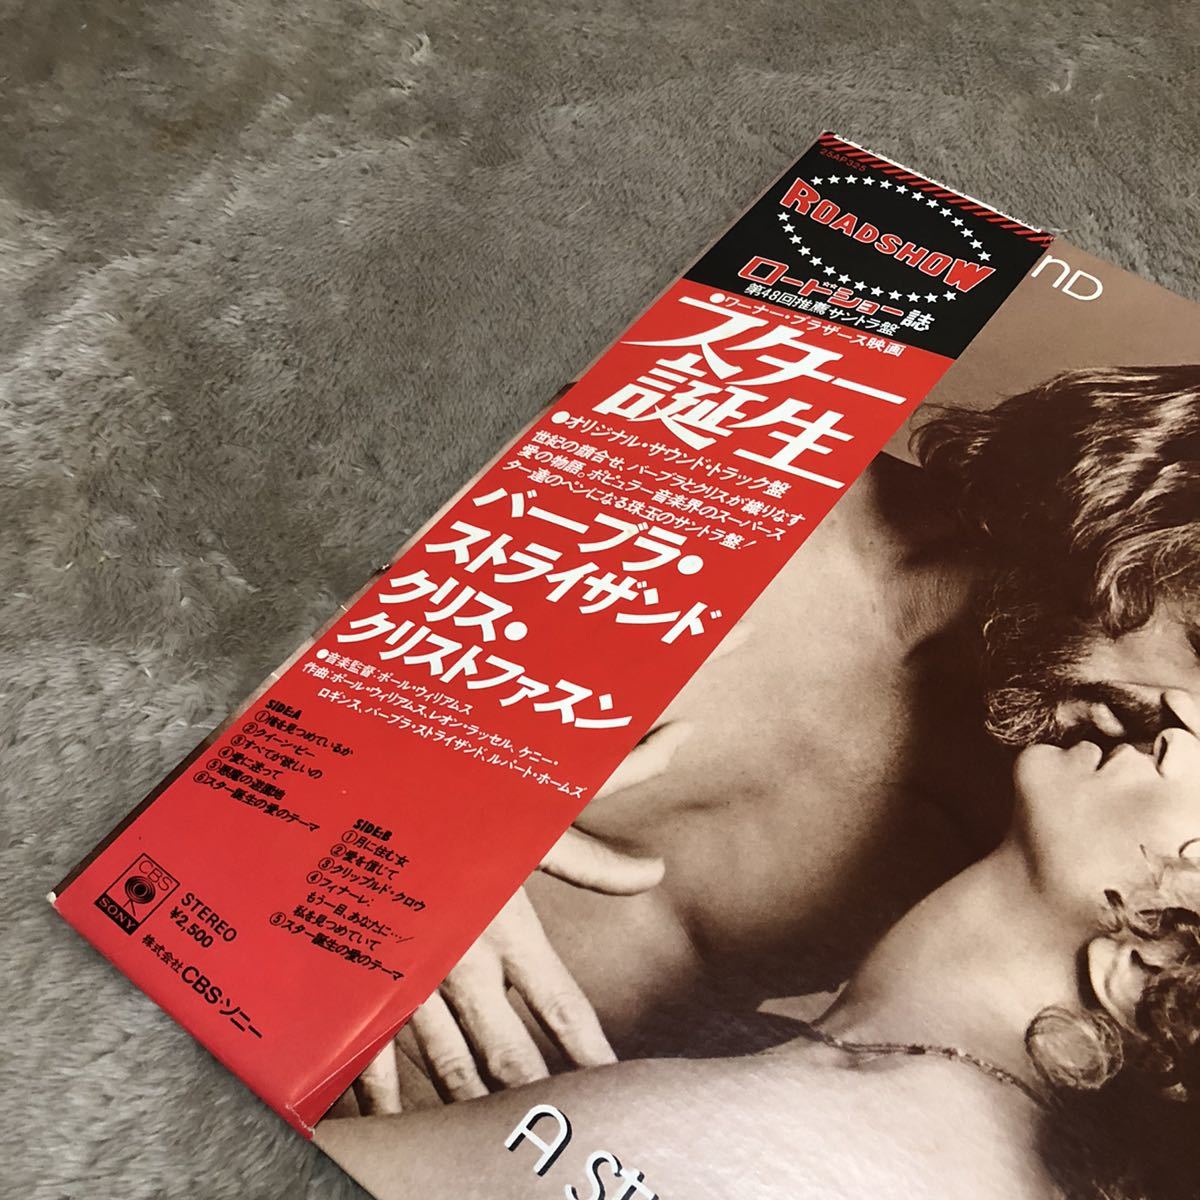 25AP325
ROADSHOW
ロードショー誌
第48回推薦サントラ盤
●ワーナー・ブラザース映画
スター
誕生
●オリジナル・サウンド・トラック盤
世紀の顔合せ、バーブラとクリスが織りなす
愛の物語。ポピュラー音楽界のスーパース
ター達のペンになる珠玉のサントラ盤！
バーブラ・
ストライザンド
クリス・
クリストファスン
●音楽監督:ポール・ウィリアムス
作曲:ポール・ウィリアムス、レオン・ラッセル、ケニー・
ロギンス、バーブラ・ストライザンド、ルパート・ホームズ
SIDE:A
①俺を見つめているか
②クイーン・ビー
③すべてが欲しいの
④愛に迷って
⑤悪魔の遊園地
⑥スター誕生の愛のテーマ
SIDE:B
①月に住む女
②愛を信じて
③クリップルド・クロウ
④フィナーレ:
もう一目、あなたに…/
私を見つめていて
⑤スター誕生の愛のテーマ
CBS
SONY
STEREO
¥2,500
株式会社CBS・ソニー
ND
A St